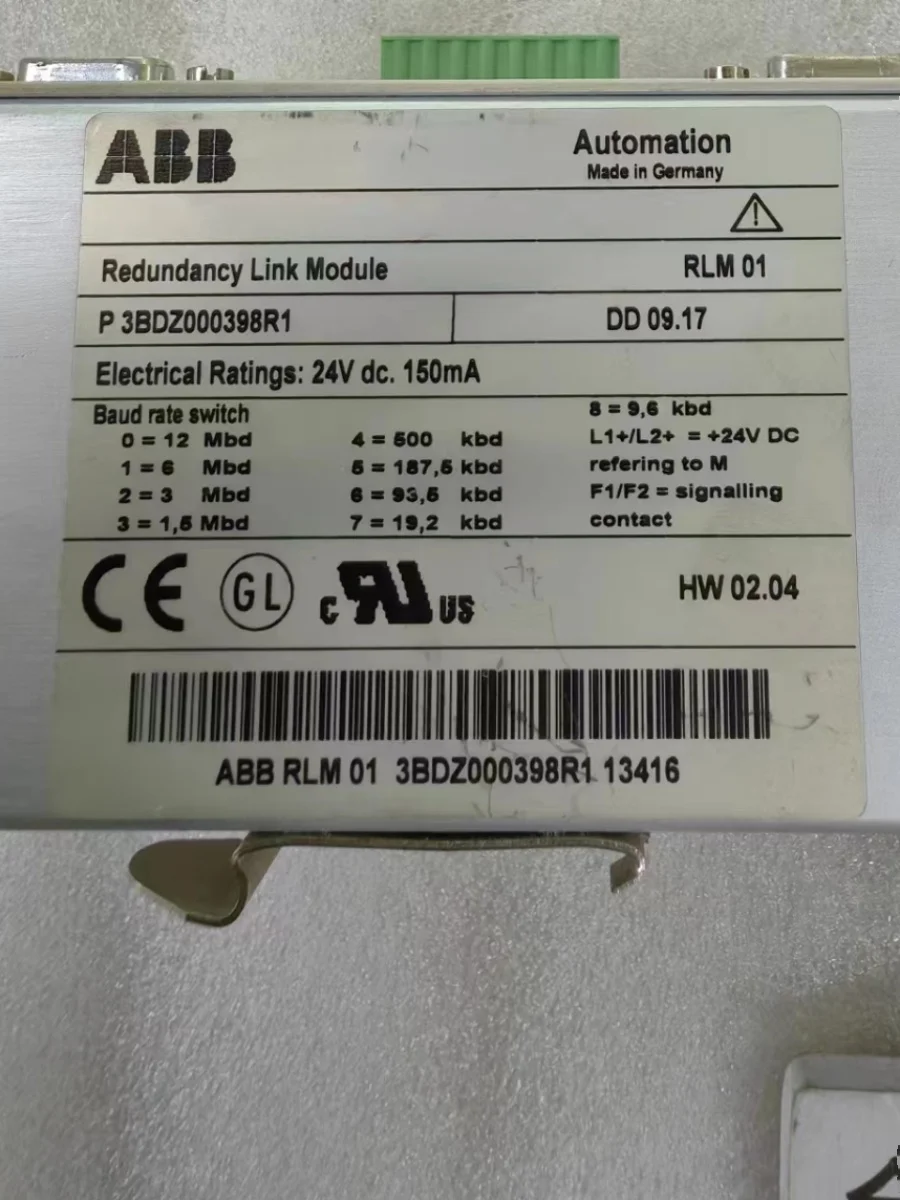 ABB
Automation
Made in Germany
Redundancy Link Module RLM 01
P 3BDZ000398R1 DD 09.17
Electrical Ratings: 24V dc. 150mA
Baud rate switch
0 = 12 Mbd
1 = 6 Mbd
2 = 3 Mbd
3 = 1,5 Mbd
4 = 500 kbd
5 = 187,5 kbd
6 = 93,5 kbd
7 = 19,2 kbd
8 = 9,6 kbd
L1+/L2+ = +24V DC
refering to M
F1/F2 = signalling
contact
CE GL c RU US HW 02.04
ABB RLM 01 3BDZ000398R1 13416